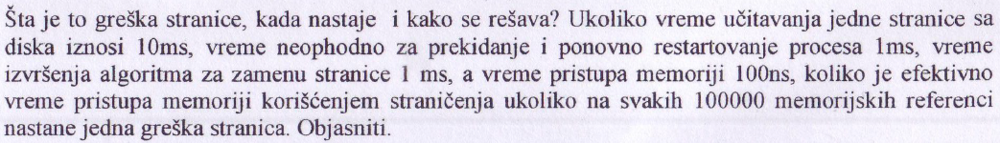 Šta je to greška stranice, kada nastaje i kako se rešava? Ukoliko vreme učitavanja jedne stranice sa
diska iznosi 10ms, vreme neophodno za prekidanje i ponovno restartovanje procesa 1ms, vreme
izvršenja algoritma za zamenu stranice 1 ms, a vreme pristupa memoriji 100ns, koliko je efektivno
vreme pristupa memoriji korišćenjem straničenja ukoliko na svakih 100000 memorijskih referenci
nastane jedna greška stranica. Objasniti.